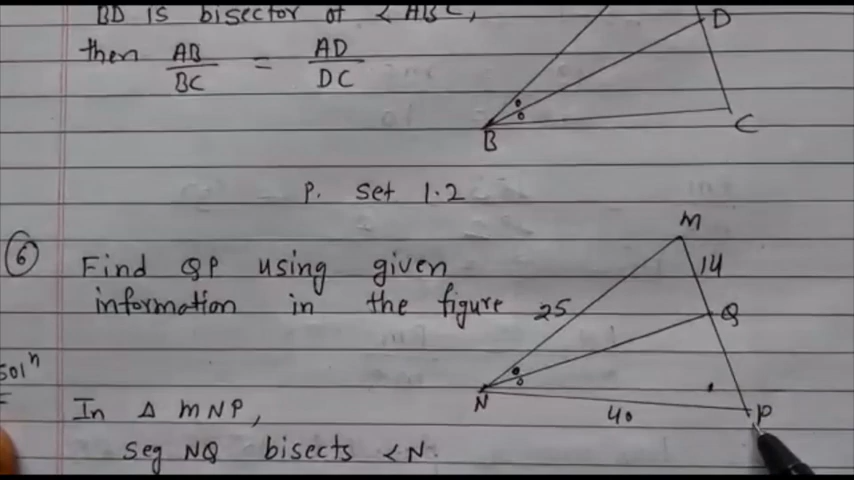 BD is bisector of <ABC,
then AB/BC = AD/DC
D
C
B
P. set 1.2
M
6
Find QP using given
14
information in the figure
25
Q
soln
N
40
P
In Δ MNP,
seg NQ bisects <N.